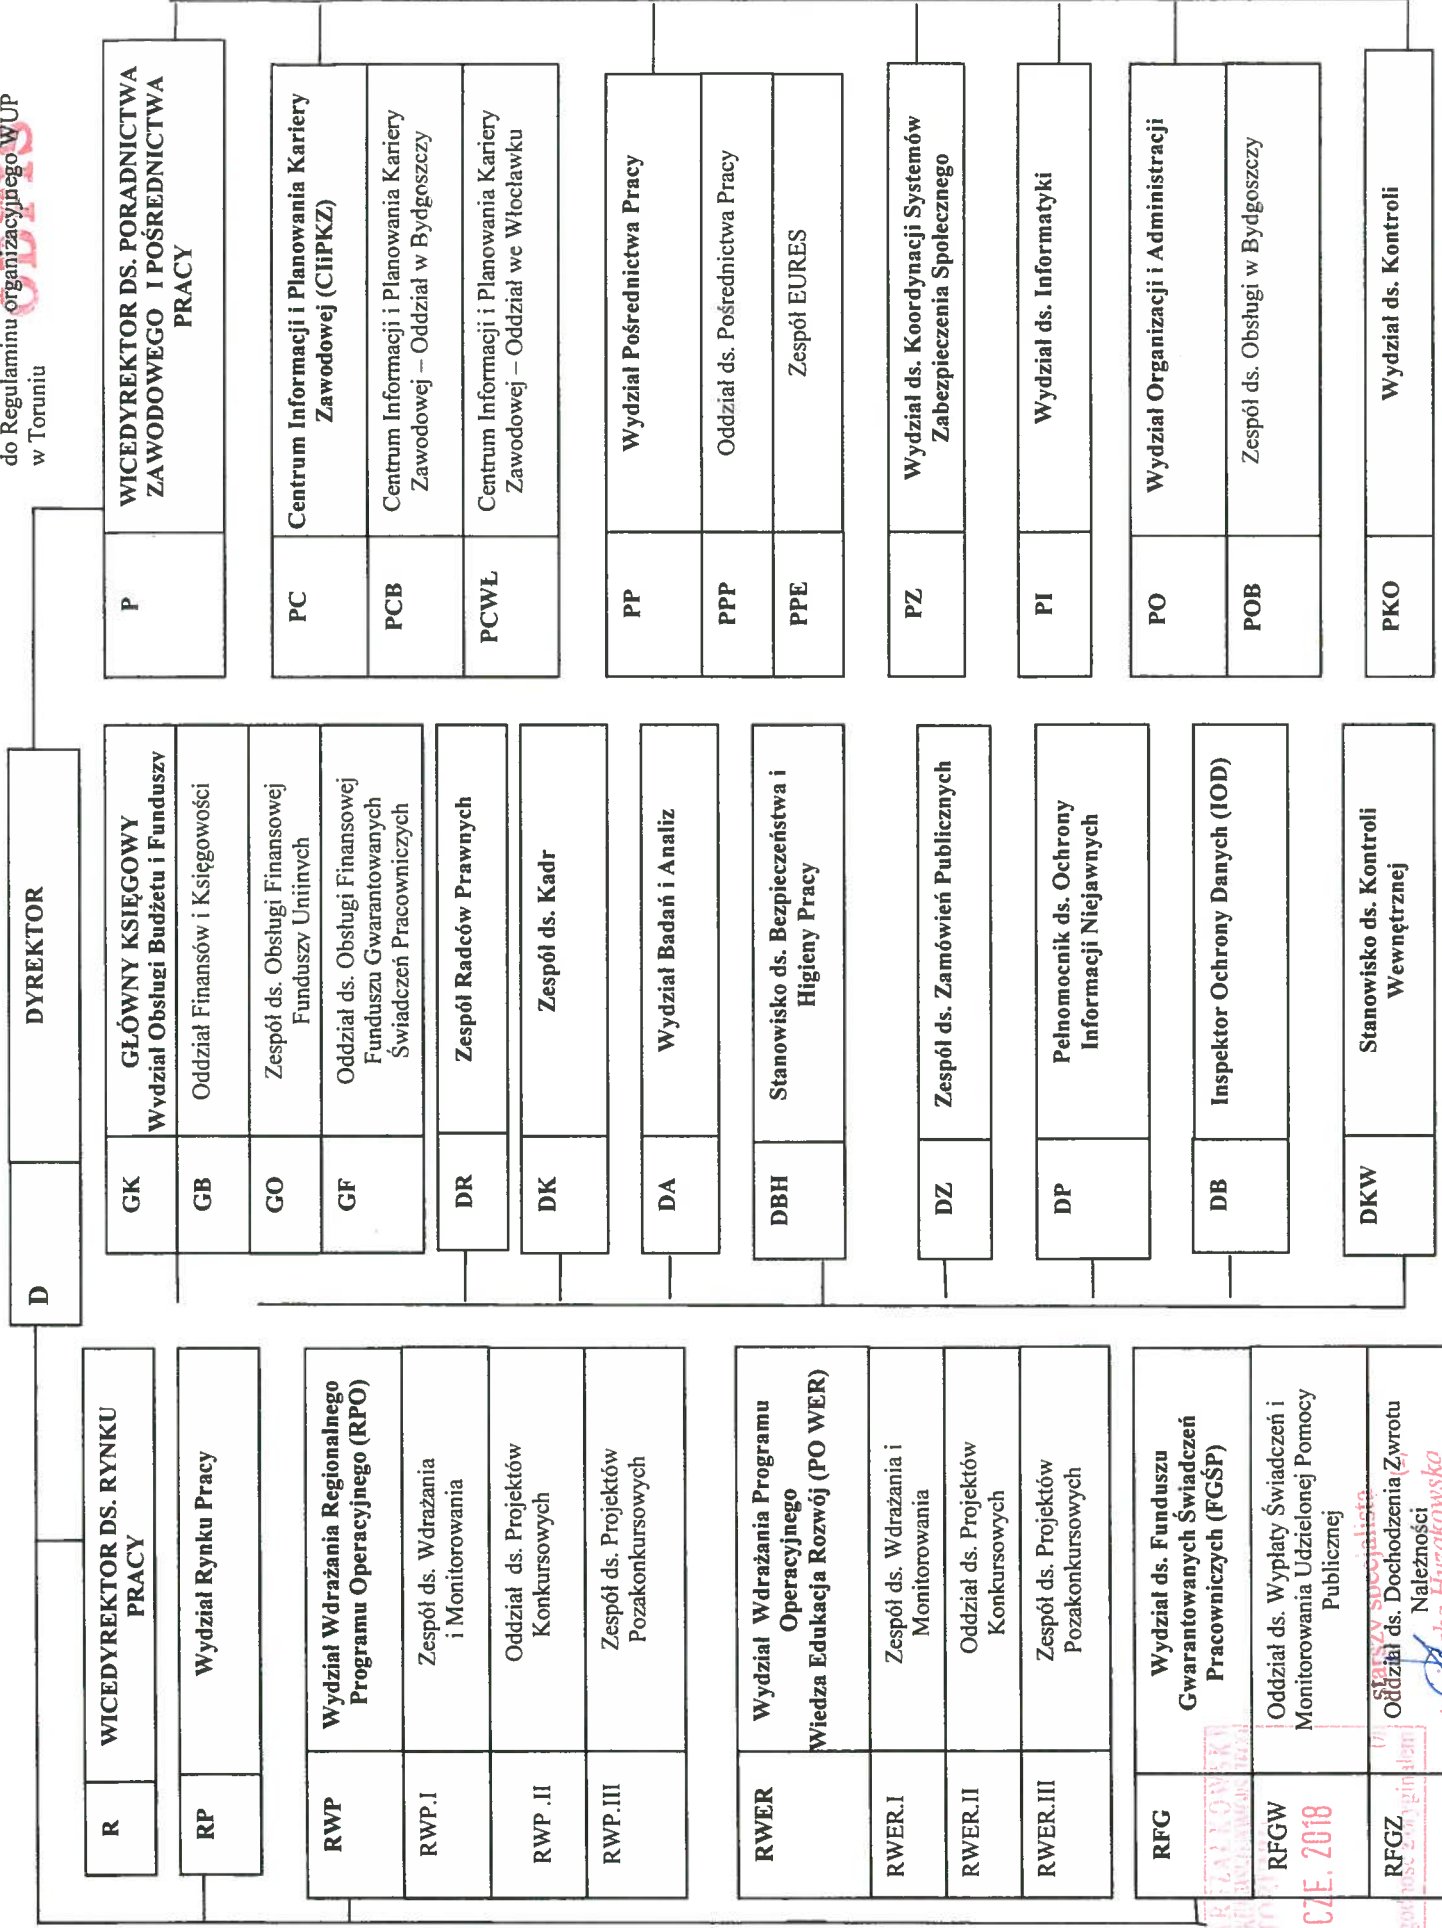 do Regulaminu organizacyjnego WUP
w Toruniu
ODPIS
D
DYREKTOR
R
WICEDYREKTOR DS. RYNKU
PRACY
RP
Wydział Rynku Pracy
RWP
Wydział Wdrażania Regionalnego
Programu Operacyjnego (RPO)
RWP.I
Zespół ds. Wdrażania
i Monitorowania
RWP .II
Oddział ds. Projektów
Konkursowych
RWP.III
Zespół ds. Projektów
Pozakonkursowych
RWER
Wydział Wdrażania Programu
Operacyjnego
Wiedza Edukacja Rozwój (PO WER)
RWER.I
Zespół ds. Wdrażania i
Monitorowania
RWER.II
Oddział ds. Projektów
Konkursowych
RWER.III
Zespół ds. Projektów
Pozakonkursowych
RFG
Wydział ds. Funduszu
Gwarantowanych Świadczeń
Pracowniczych (FGŚP)
RFGW
Oddział ds. Wypłaty Świadczeń i
Monitorowania Udzielonej Pomocy
Publicznej
RFGZ
Oddział ds. Dochodzenia Zwrotu
Należności
CZE. 2018
starszy specjalista
GK
GŁÓWNY KSIĘGOWY
Wydział Obsługi Budżetu i Funduszy
GB
Oddział Finansów i Księgowości
GO
Zespół ds. Obsługi Finansowej
Funduszy Unijnych
GF
Oddział ds. Obsługi Finansowej
Funduszu Gwarantowanych
Świadczeń Pracowniczych
DR
Zespół Radców Prawnych
DK
Zespół ds. Kadr
DA
Wydział Badań i Analiz
DBH
Stanowisko ds. Bezpieczeństwa i
Higieny Pracy
DZ
Zespół ds. Zamówień Publicznych
DP
Pełnomocnik ds. Ochrony
Informacji Niejawnych
DB
Inspektor Ochrony Danych (IOD)
DKW
Stanowisko ds. Kontroli
Wewnętrznej
P
WICEDYREKTOR DS. PORADNICTWA
ZAWODOWEGO I POŚREDNICTWA
PRACY
PC
Centrum Informacji i Planowania Kariery
Zawodowej (CIiPKZ)
PCB
Centrum Informacji i Planowania Kariery
Zawodowej – Oddział w Bydgoszczy
PCWŁ
Centrum Informacji i Planowania Kariery
Zawodowej – Oddział we Włocławku
PP
Wydział Pośrednictwa Pracy
PPP
Oddział ds. Pośrednictwa Pracy
PPE
Zespół EURES
PZ
Wydział ds. Koordynacji Systemów
Zabezpieczenia Społecznego
PI
Wydział ds. Informatyki
PO
Wydział Organizacji i Administracji
POB
Zespół ds. Obsługi w Bydgoszczy
PKO
Wydział ds. Kontroli